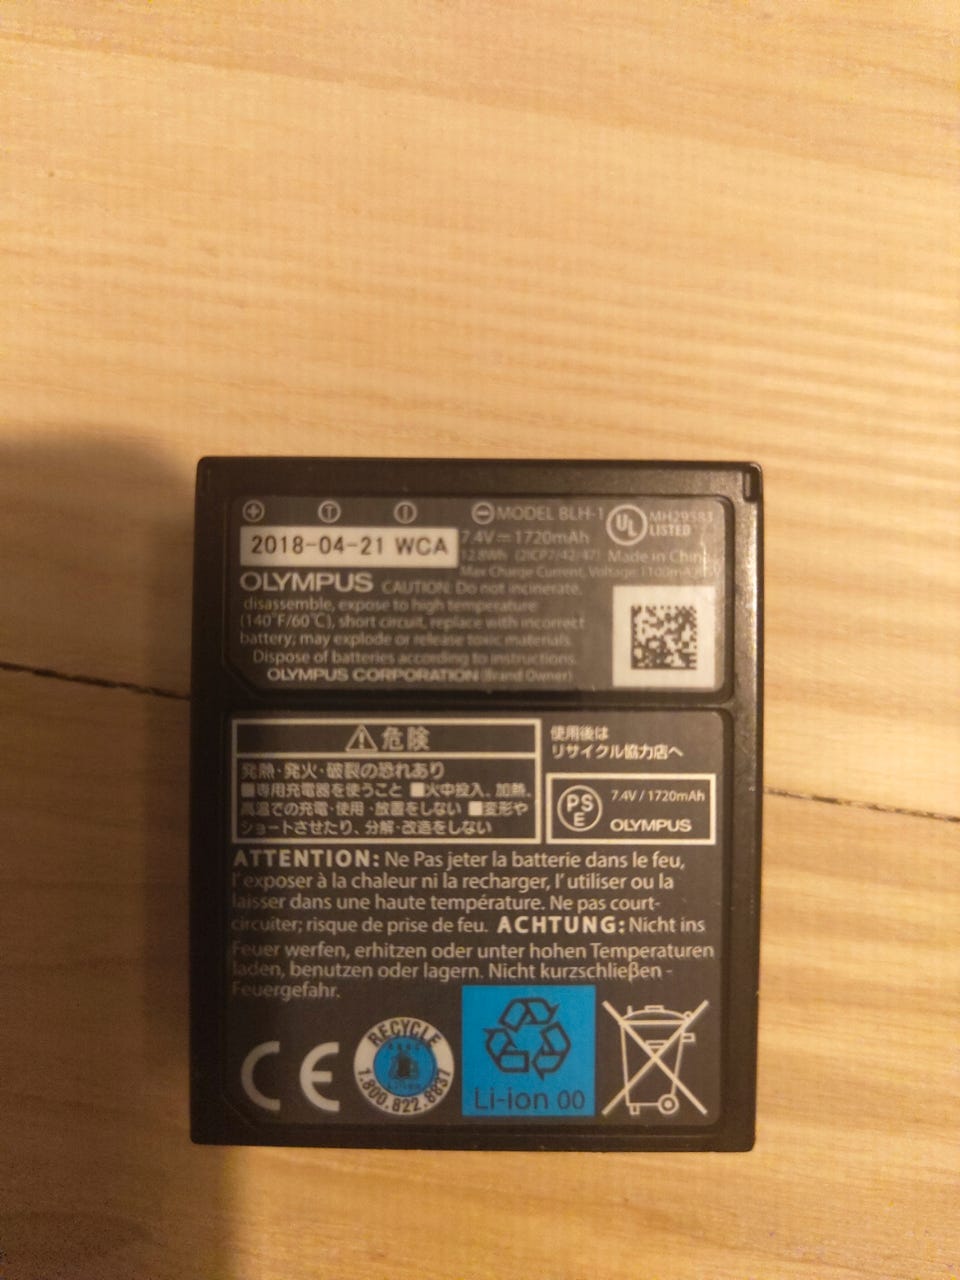 + T I − MODEL BLH-1
2018-04-21 WCA
7.4V 1720mAh
12.8Wh (2ICP7/42/47) Made in China
Max Charge Current, Voltage
UL MH29583
LISTED
OLYMPUS CAUTION: Do not incinerate,
disassemble, expose to high temperature
(140°F/60°C), short circuit, replace with incorrect
battery; may explode or release toxic materials.
Dispose of batteries according to instructions.
OLYMPUS CORPORATION (Brand Owner)
危険
発熱・発火・破裂の恐れあり
■専用充電器を使うこと ■火中投入、加熱、
高温での充電・使用・放置をしない ■変形や
ショートさせたり、分解・改造をしない
使用後は
リサイクル協力店へ
PSE
7.4V / 1720mAh
OLYMPUS
ATTENTION: Ne Pas jeter la batterie dans le feu,
l'exposer à la chaleur ni la recharger, l'utiliser ou la
laisser dans une haute température. Ne pas court-
circuiter; risque de prise de feu. ACHTUNG: Nicht ins
Feuer werfen, erhitzen oder unter hohen Temperaturen
laden, benutzen oder lagern. Nicht kurzschließen -
Feuergefahr.
CE
RECYCLE
1.800.822.8837
Li-ion 00